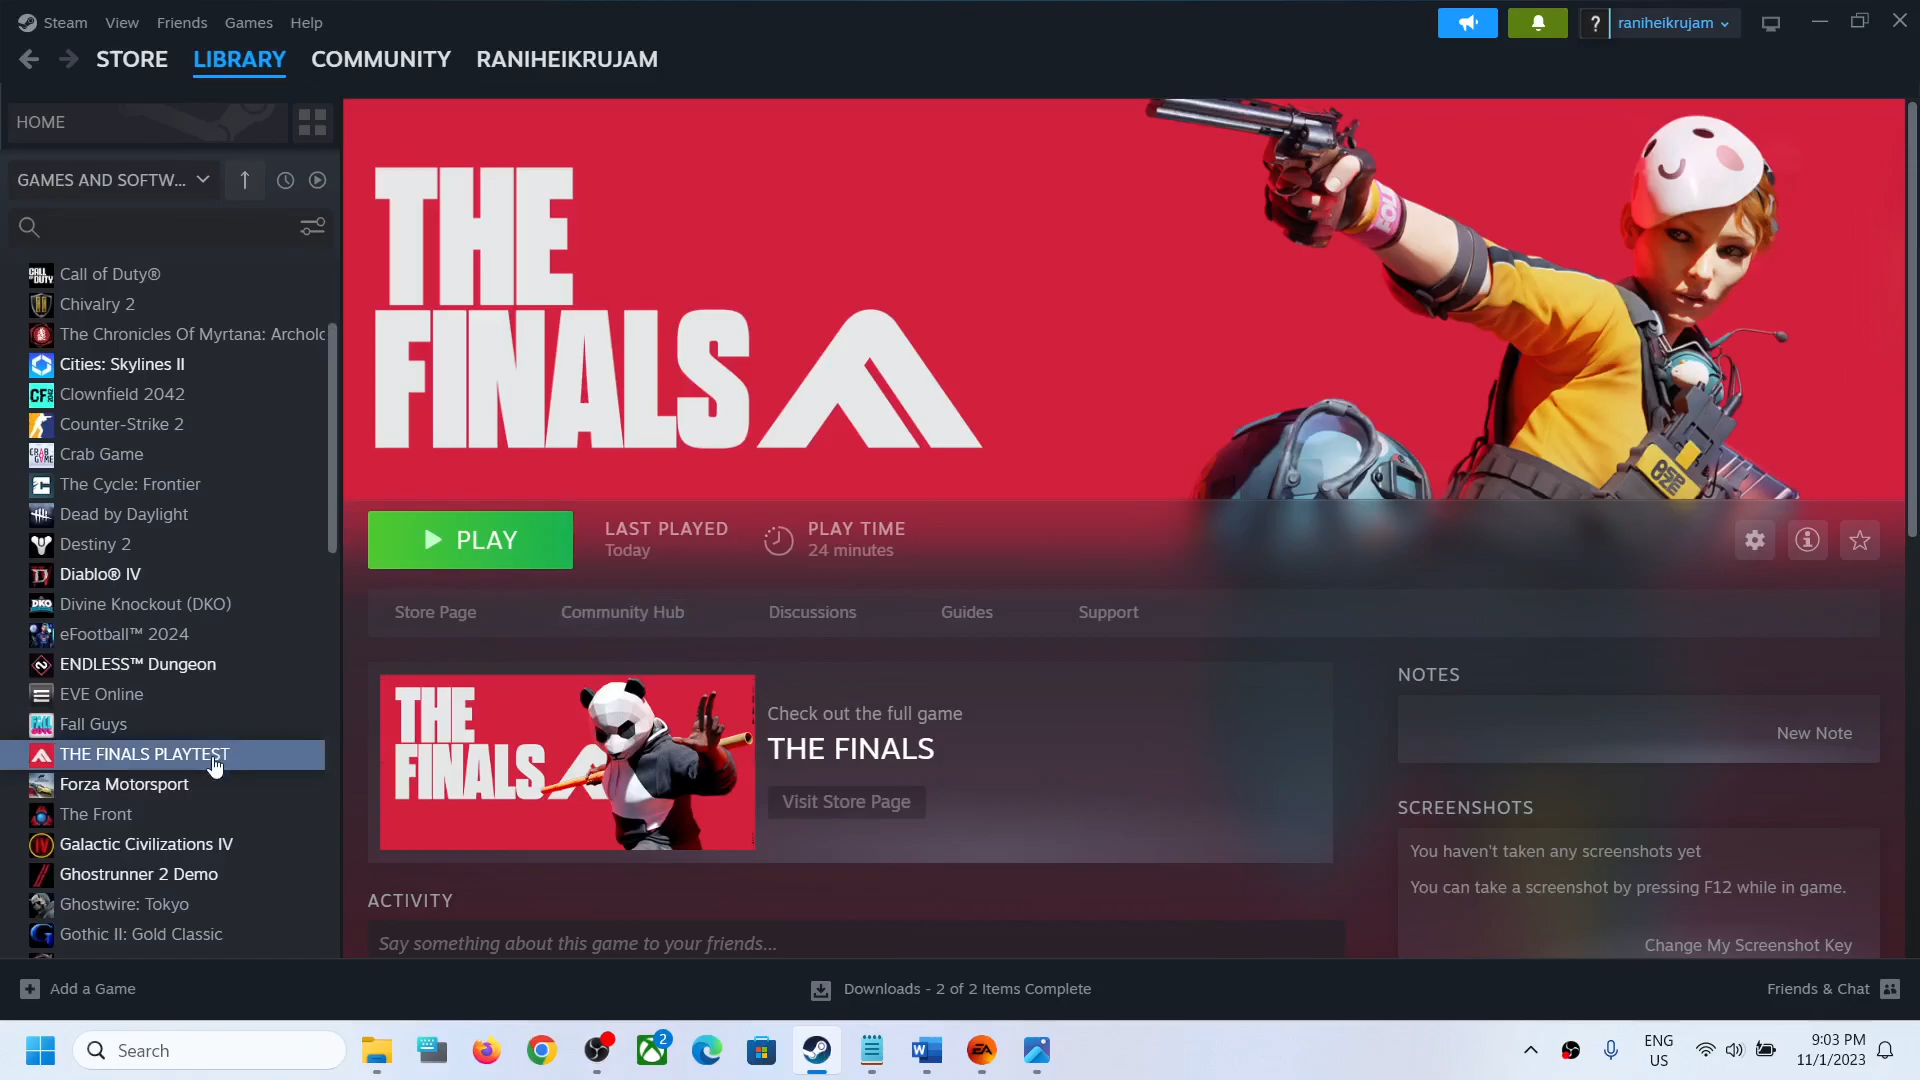 Steam View Friends Games Help
raniheikrujam
STORE LIBRARY COMMUNITY RANIHEIKRUJAM
HOME
GAMES AND SOFTW...
Call of Duty®
Chivalry 2
The Chronicles Of Myrtana: Archolo
Cities: Skylines II
Clownfield 2042
Counter-Strike 2
Crab Game
The Cycle: Frontier
Dead by Daylight
Destiny 2
Diablo® IV
Divine Knockout (DKO)
eFootball™ 2024
ENDLESS™ Dungeon
EVE Online
Fall Guys
THE FINALS PLAYTEST
Forza Motorsport
The Front
Galactic Civilizations IV
Ghostrunner 2 Demo
Ghostwire: Tokyo
Gothic II: Gold Classic
THE
FINALS
PLAY
LAST PLAYED
Today
PLAY TIME
24 minutes
Store Page Community Hub Discussions Guides Support
THE
FINALS
Check out the full game
THE FINALS
Visit Store Page
NOTES
New Note
SCREENSHOTS
You haven't taken any screenshots yet
You can take a screenshot by pressing F12 while in game.
Change My Screenshot Key
ACTIVITY
Say something about this game to your friends...
Add a Game
Downloads - 2 of 2 Items Complete
Friends & Chat
Search
2
ENG
US
9:03 PM
11/1/2023